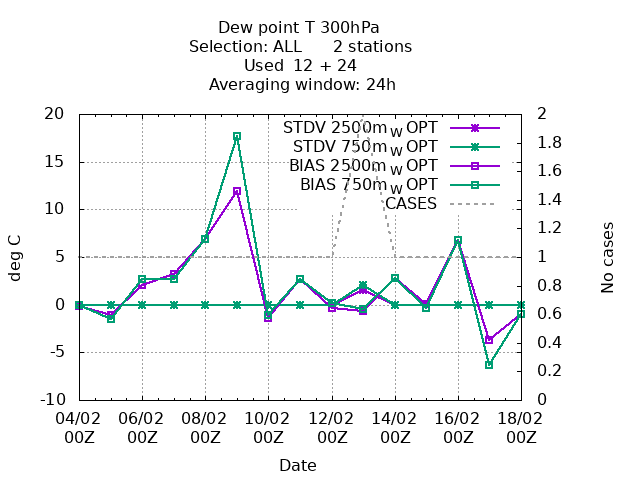 Dew point T 300hPa
Selection: ALL 2 stations
Used 12 + 24
Averaging window: 24h
STDV 2500m_W OPT
STDV 750m_W OPT
BIAS 2500m_W OPT
BIAS 750m_W OPT
CASES
20
15
10
5
0
-5
-10
deg C
2
1.8
1.6
1.4
1.2
1
0.8
0.6
0.4
0.2
0
No cases
04/02 06/02 08/02 10/02 12/02 14/02 16/02 18/02
00Z 00Z 00Z 00Z 00Z 00Z 00Z 00Z
Date